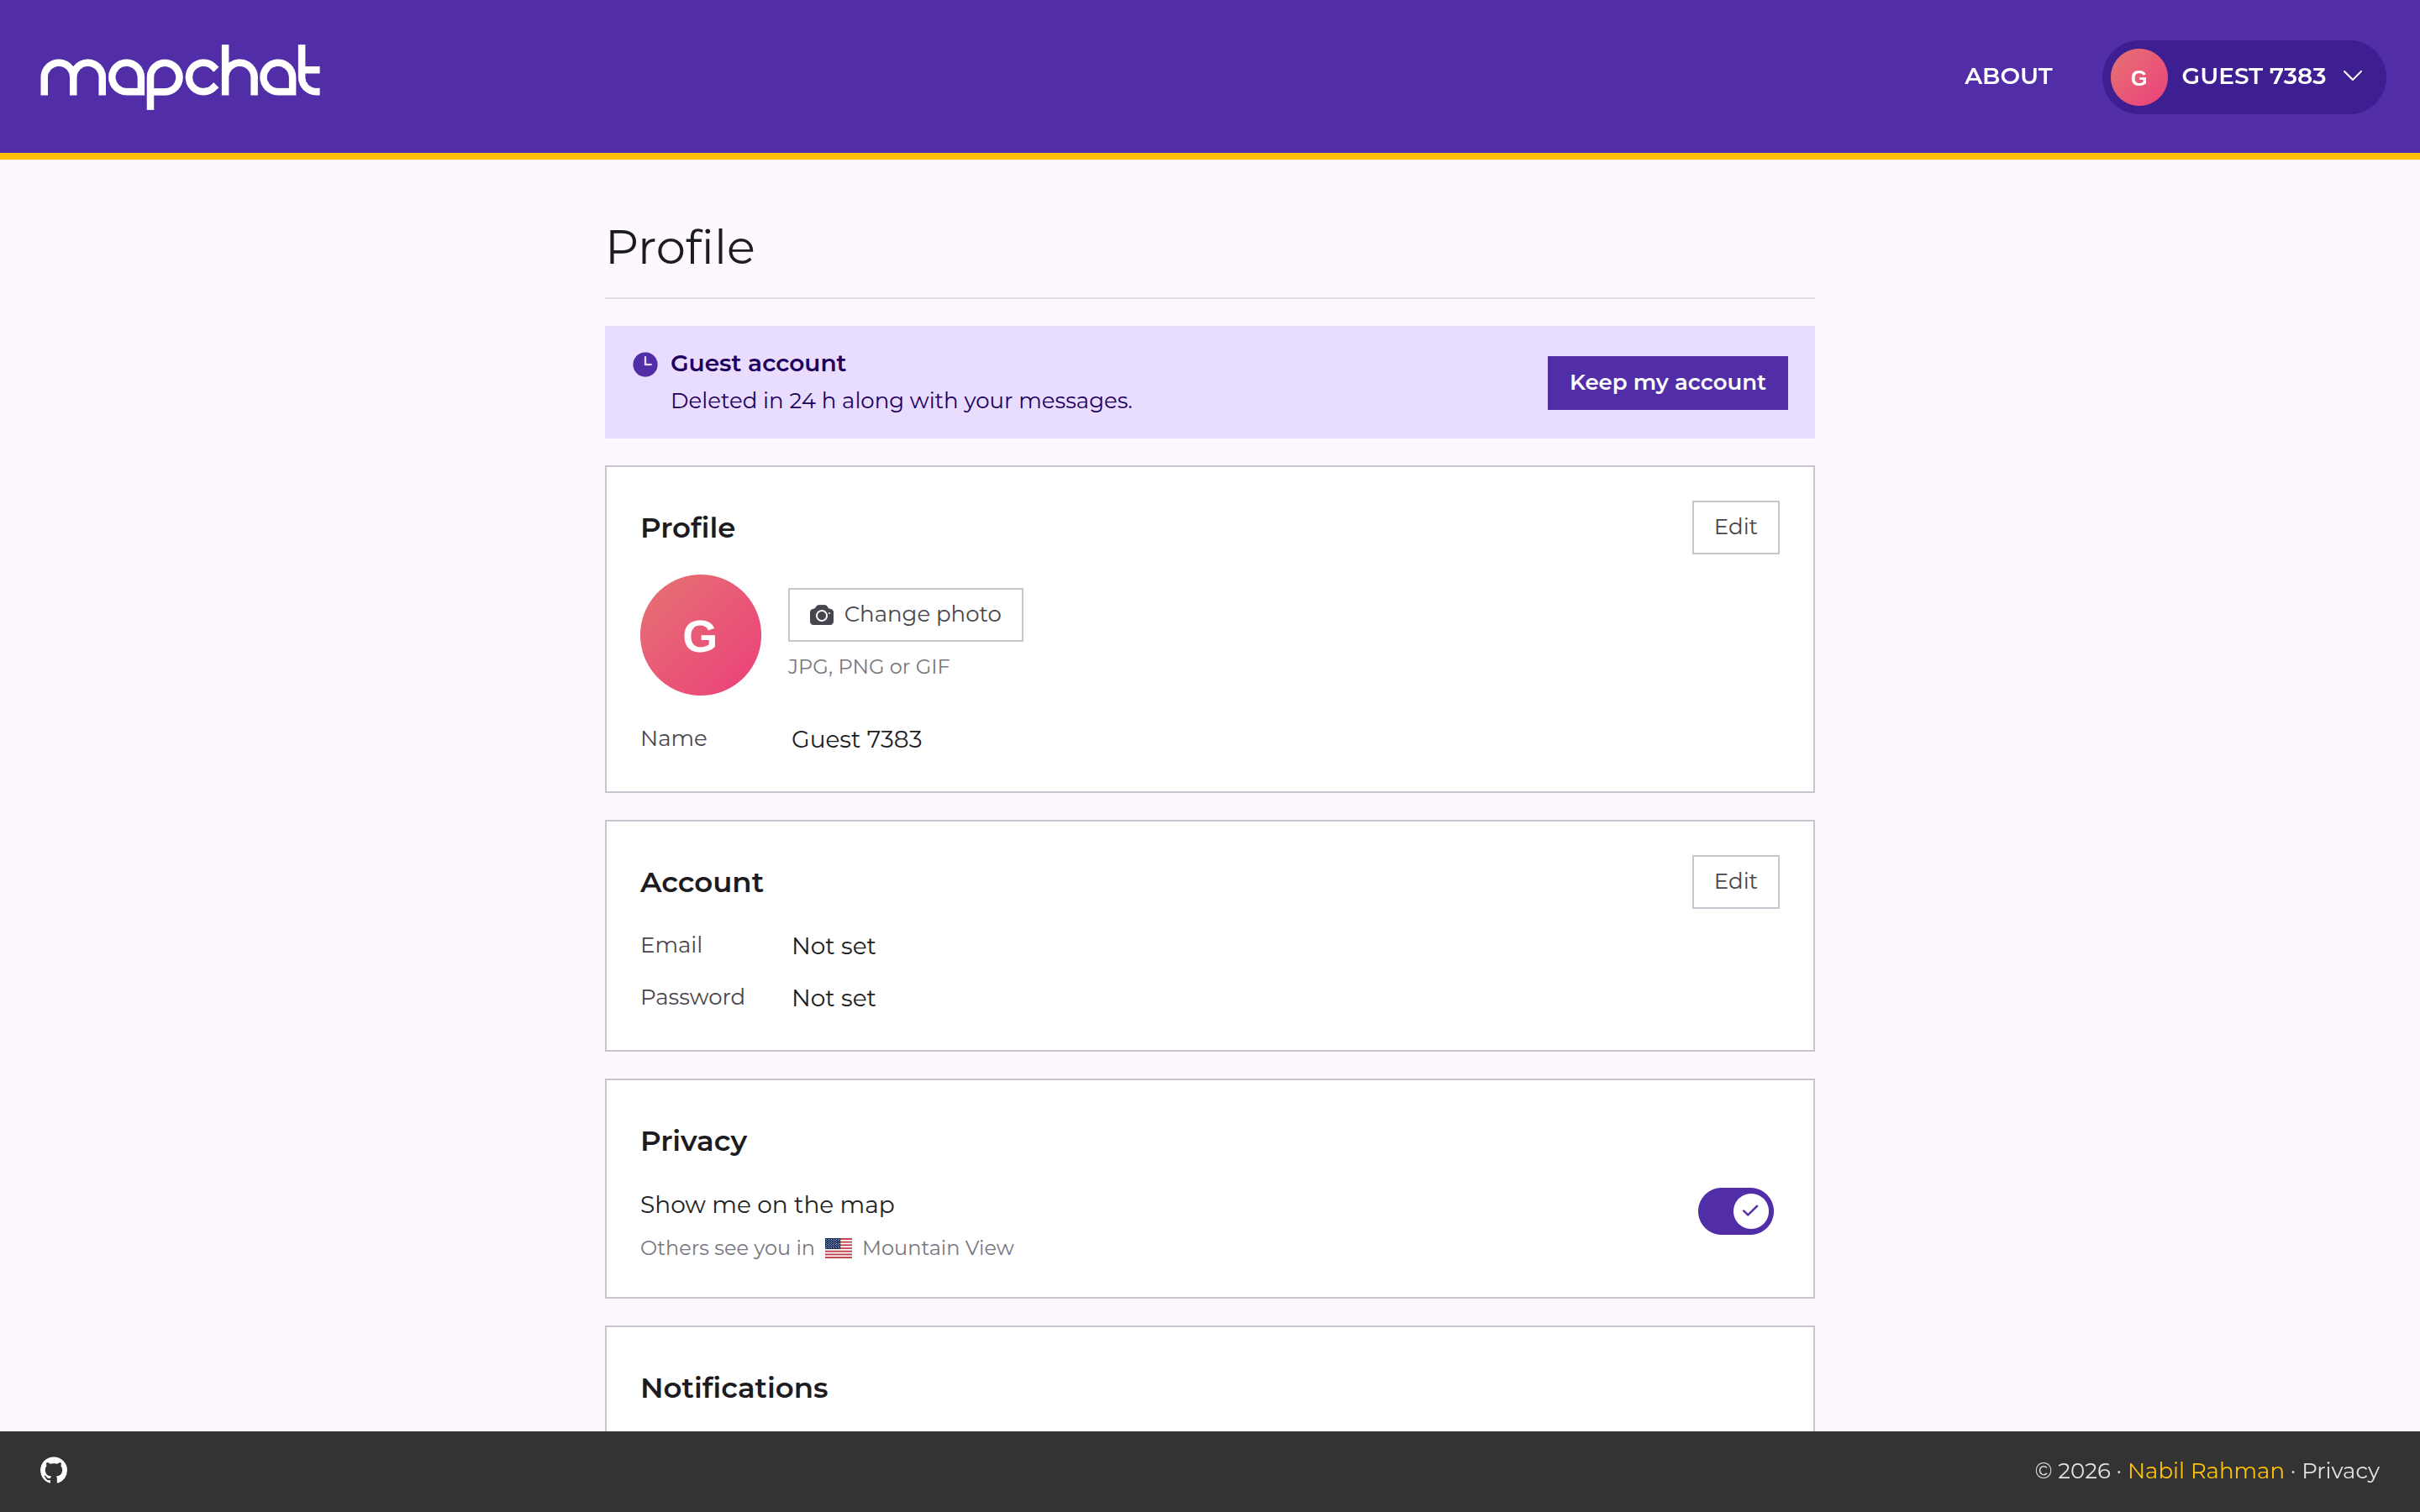 mapchat
ABOUT
G
GUEST 7383
Profile
Guest account
Deleted in 24 h along with your messages.
Keep my account
Profile
Edit
G
Change photo
JPG, PNG or GIF
Name
Guest 7383
Account
Edit
Email
Not set
Password
Not set
Privacy
Show me on the map
Others see you in Mountain View
Notifications
© 2026 · Nabil Rahman · Privacy